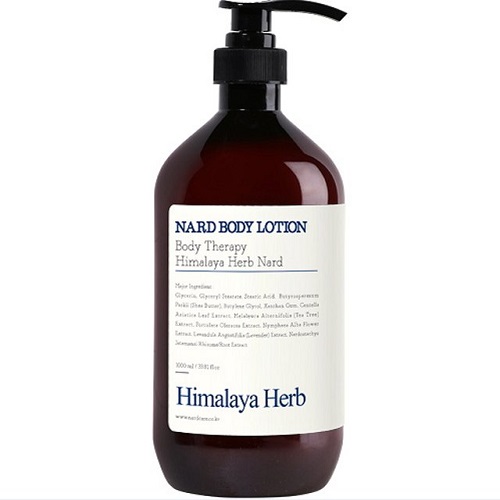 NARD BODY LOTION
Body Therapy
Himalaya Herb Nard
Major Ingredient
Glycerin, Glyceryl Stearate, Stearic Acid, Butyrospermum
Parkii (Shea Butter), Butylene Glycol, Xanthan Gum, Centella
Asiatica Leaf Extract, Melaleuca Alternifolia (Tea Tree)
Extract, Portulaca Oleracea Extract, Nymphaea Alba Flower
Extract, Lavandula Angustifolia (Lavender) Extract, Nardostachys
Jatamansi Rhizome/Root Extract
1000 ml / 33.81 fl.oz
Himalaya Herb